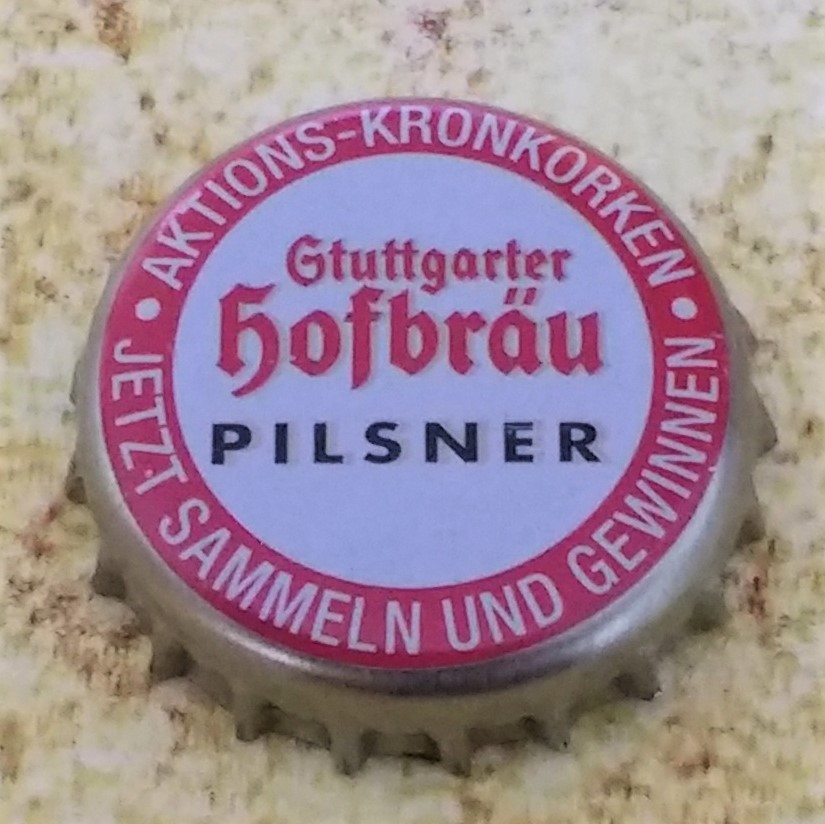 AKTIONS-KRONKORKEN
Stuttgarter
Hofbräu
PILSNER
• JETZT SAMMELN UND GEWINNEN •